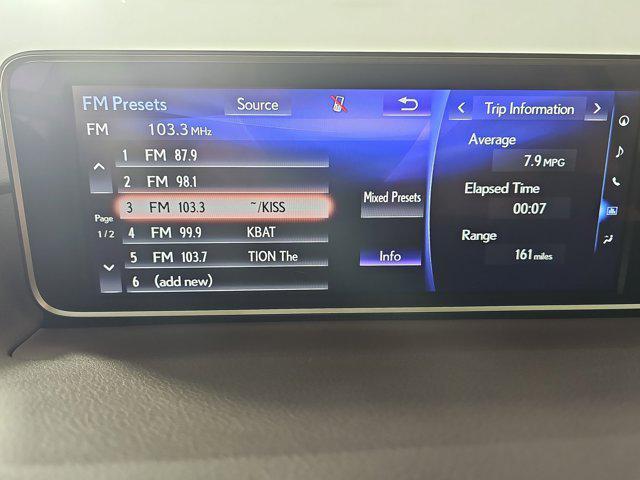 FM Presets
Source
FM 103.3 MHz
1 FM 87.9
2 FM 98.1
3 FM 103.3 ~/KISS
4 FM 99.9 KBAT
5 FM 103.7 TION The
6 (add new)
Page
1/2
Mixed Presets
Info
Trip Information
Average
7.9 MPG
Elapsed Time
00:07
Range
161 miles